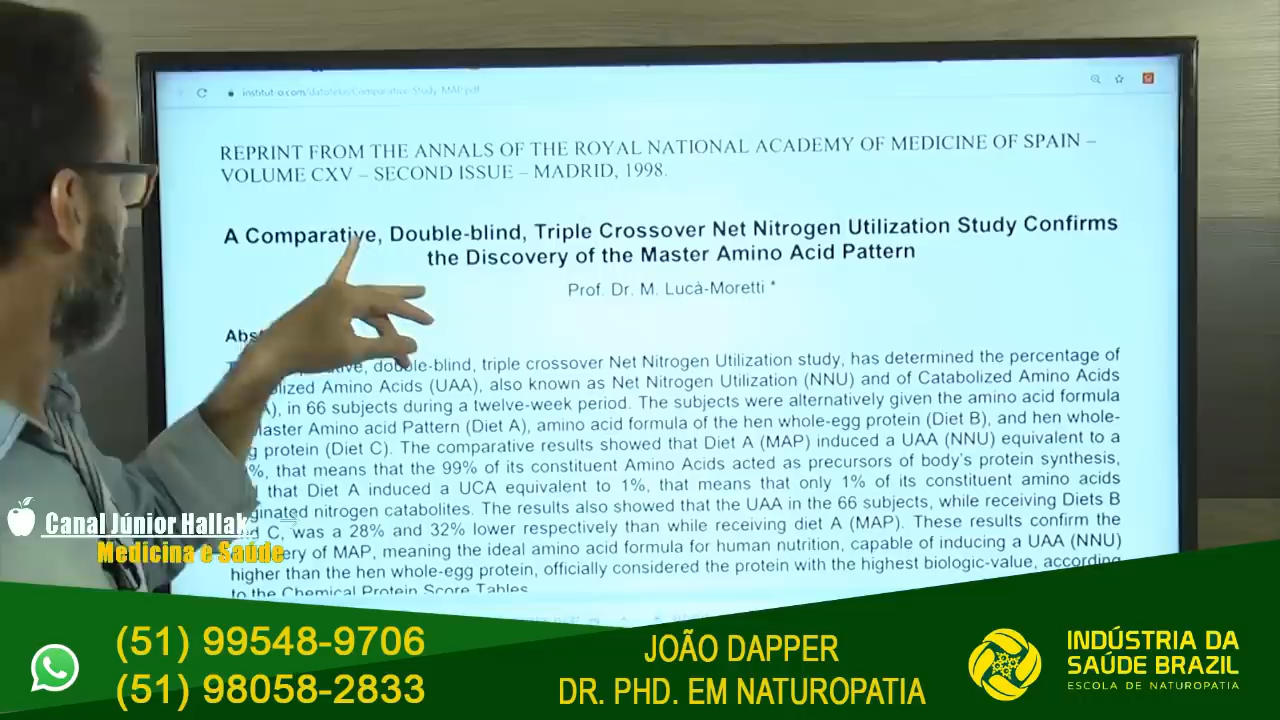 institut-o.com/datotelus/Comparative_Study_MAP.pdf
REPRINT FROM THE ANNALS OF THE ROYAL NATIONAL ACADEMY OF MEDICINE OF SPAIN –
VOLUME CXV – SECOND ISSUE – MADRID, 1998.
A Comparative, Double-blind, Triple Crossover Net Nitrogen Utilization Study Confirms
the Discovery of the Master Amino Acid Pattern
Prof. Dr. M. Lucà-Moretti *
double-blind, triple crossover Net Nitrogen Utilization study, has determined the percentage of
Amino Acids (UAA), also known as Net Nitrogen Utilization (NNU) and of Catabolized Amino Acids
in 66 subjects during a twelve-week period. The subjects were alternatively given the amino acid formula
Amino acid Pattern (Diet A), amino acid formula of the hen whole-egg protein (Diet B), and hen whole-
protein (Diet C). The comparative results showed that Diet A (MAP) induced a UAA (NNU) equivalent to a
that means that the 99% of its constituent Amino Acids acted as precursors of body's protein synthesis,
that Diet A induced a UCA equivalent to 1%, that means that only 1% of its constituent amino acids
nitrogen catabolites. The results also showed that the UAA in the 66 subjects, while receiving Diets B
C, was a 28% and 32% lower respectively than while receiving diet A (MAP). These results confirm the
of MAP, meaning the ideal amino acid formula for human nutrition, capable of inducing a UAA (NNU)
higher than the hen whole-egg protein, officially considered the protein with the highest biologic-value, according
to the Chemical Protein Score Tables
Canal Júnior Hallak
Medicina e Saúde
(51) 99548-9706
(51) 98058-2833
JOÃO DAPPER
DR. PHD. EM NATUROPATIA
INDÚSTRIA DA
SAÚDE BRAZIL
ESCOLA DE NATUROPATIA